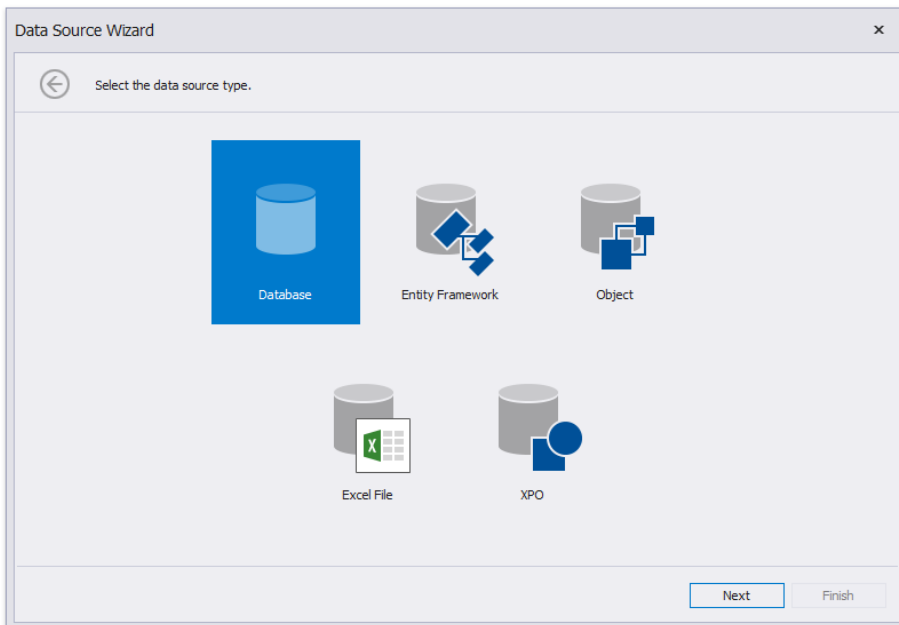 Data Source Wizard
Select the data source type.
Database
Entity Framework
Object
X
Excel File
XPO
Next
Finish